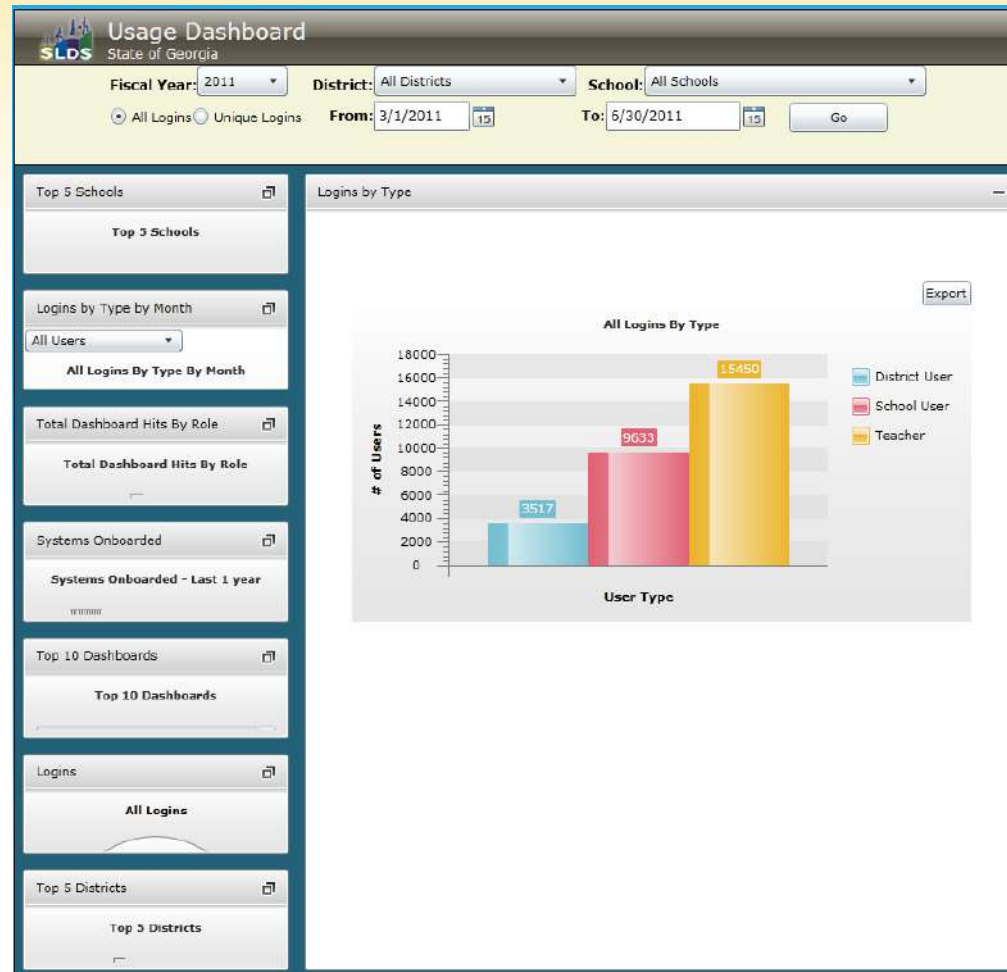 Usage Dashboard
SLDS State of Georgia
Fiscal Year: 2011 District: All Districts School: All Schools
All Logins Unique Logins From: 3/1/2011 15 To: 6/30/2011 15 Go
Top 5 Schools
Top 5 Schools
Logins by Type by Month
All Users
All Logins By Type By Month
Total Dashboard Hits By Role
Total Dashboard Hits By Role
Systems Onboarded
Systems Onboarded - Last 1 year
Top 10 Dashboards
Top 10 Dashboards
Logins
All Logins
Top 5 Districts
Top 5 Districts
Logins by Type
Export
All Logins By Type
18000
16000
14000
12000
10000
8000
6000
4000
2000
0
# of Users
3517
9633
15450
User Type
District User
School User
Teacher